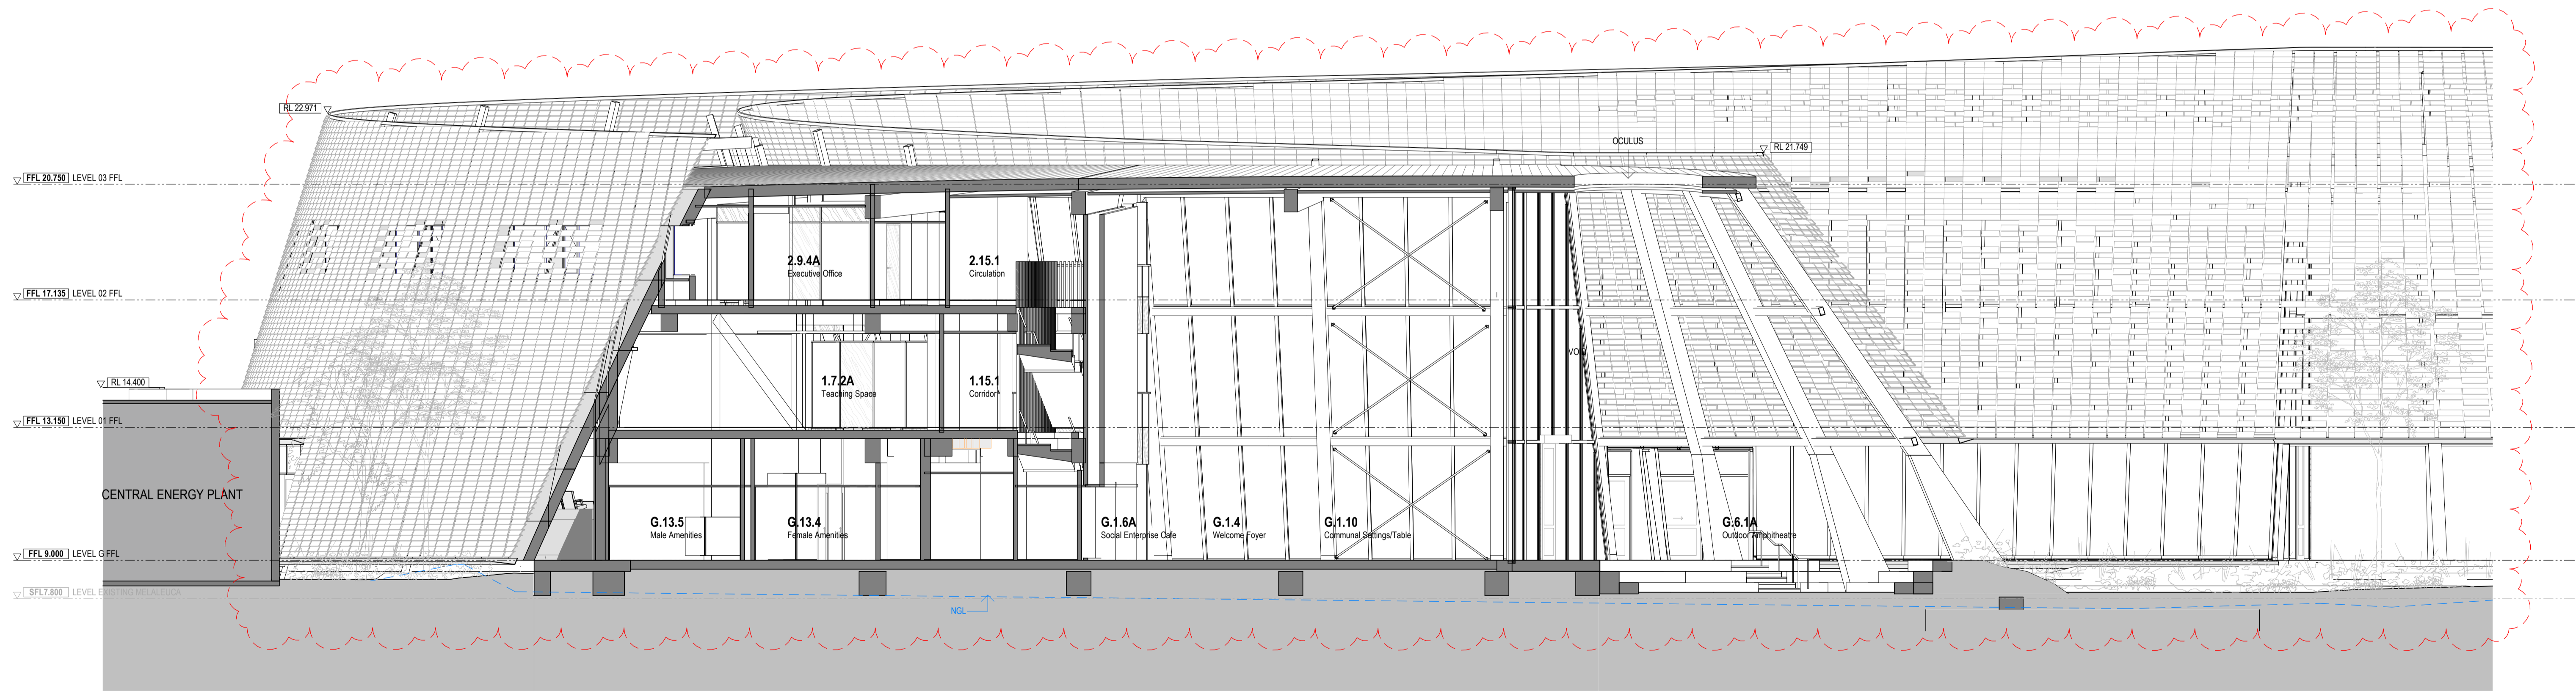 RL 22.971
OCULUS
RL 21.749
FFL 20.750 LEVEL 03 FFL
2.9.4A
Executive Office
2.15.1
Circulation
FFL 17.135 LEVEL 02 FFL
VOID
1.7.2A
Teaching Space
1.15.1
Corridor
RL 14.400
FFL 13.150 LEVEL 01 FFL
CENTRAL ENERGY PLANT
G.13.5
Male Amenities
G.13.4
Female Amenities
G.1.6A
Social Enterprise Cafe
G.1.4
Welcome Foyer
G.1.10
Communal Settings/Table
G.6.1A
Outdoor Amphitheatre
FFL 9.000 LEVEL G FFL
SFL7.800 LEVEL EXISTING MELALEUCA
NGL